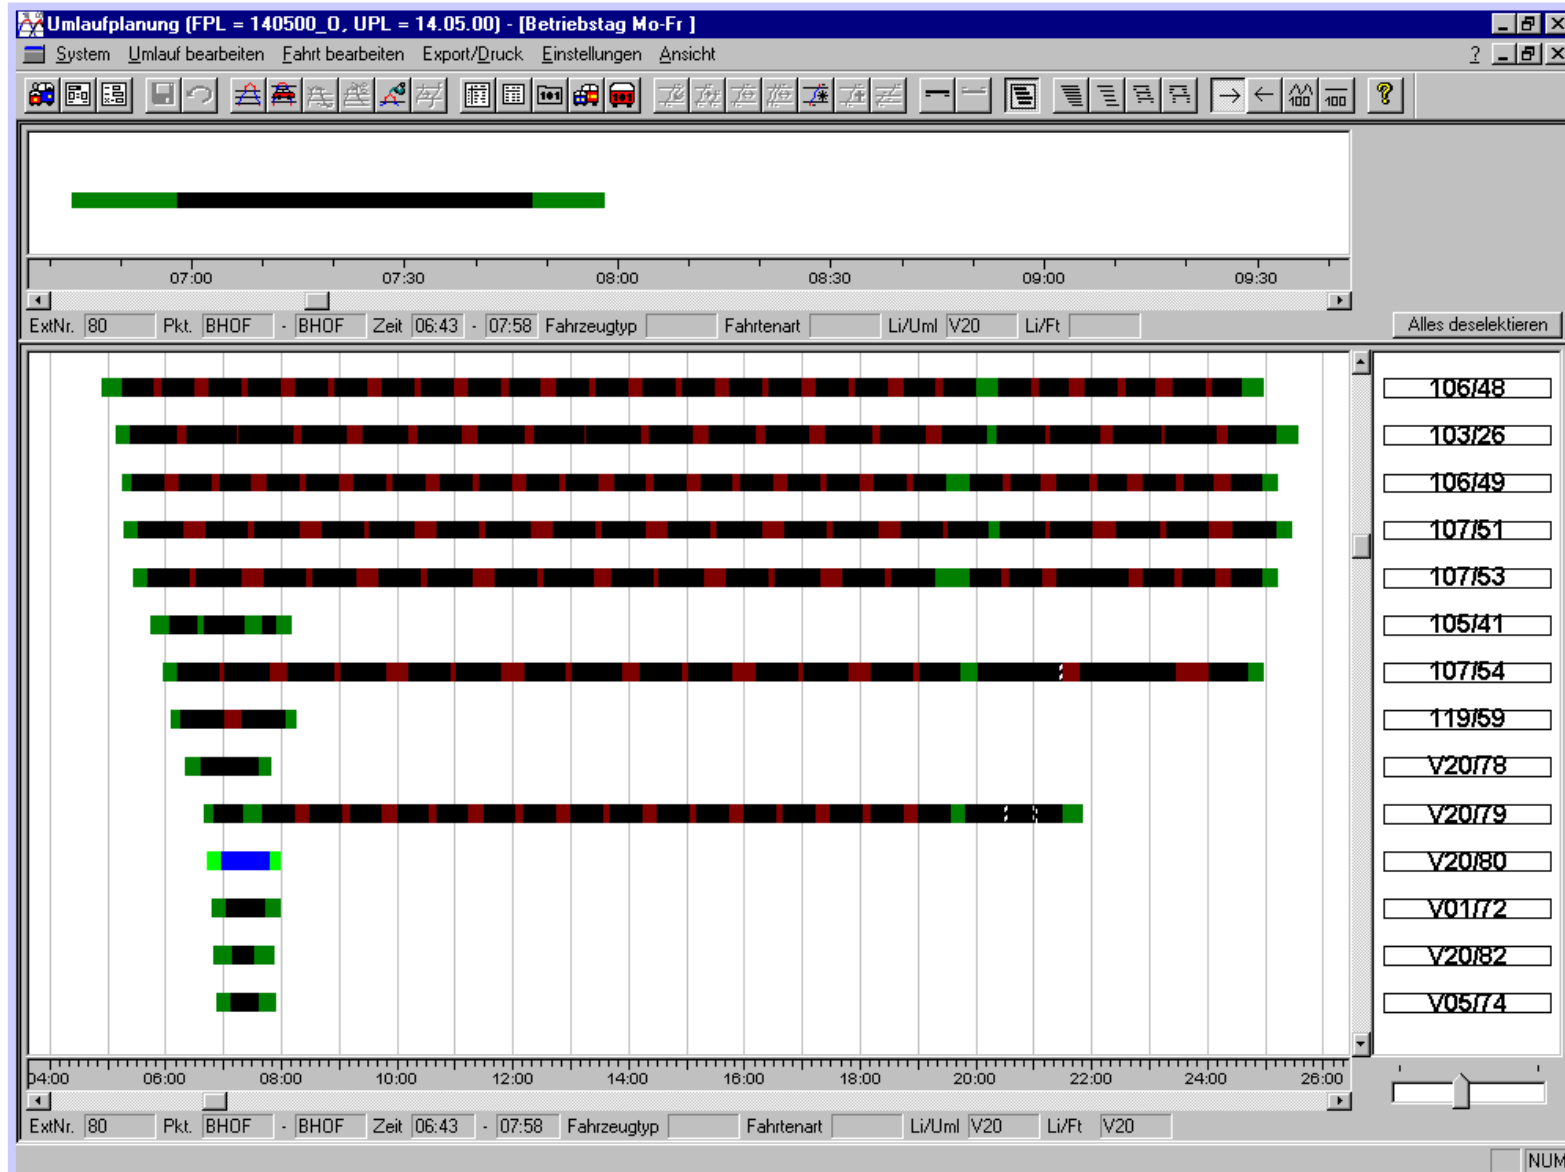 Umlaufplanung (FPL = 140500_O, UPL = 14.05.00) - [Betriebstag Mo-Fr ]
System Umlauf bearbeiten Fahrt bearbeiten Export/Druck Einstellungen Ansicht ?
101 101 100 100 ?
07:00 07:30 08:00 08:30 09:00 09:30
ExtNr. 80 Pkt. BHOF - BHOF Zeit 06:43 - 07:58 Fahrzeugtyp Fahrtenart Li/Uml V20 Li/Ft Alles deselektieren
106/48
103/26
106/49
107/51
107/53
105/41
107/54
119/59
V20/78
V20/79
V20/80
V01/72
V20/82
V05/74
04:00 06:00 08:00 10:00 12:00 14:00 16:00 18:00 20:00 22:00 24:00 26:00
ExtNr. 80 Pkt. BHOF - BHOF Zeit 06:43 - 07:58 Fahrzeugtyp Fahrtenart Li/Uml V20 Li/Ft V20
NUM